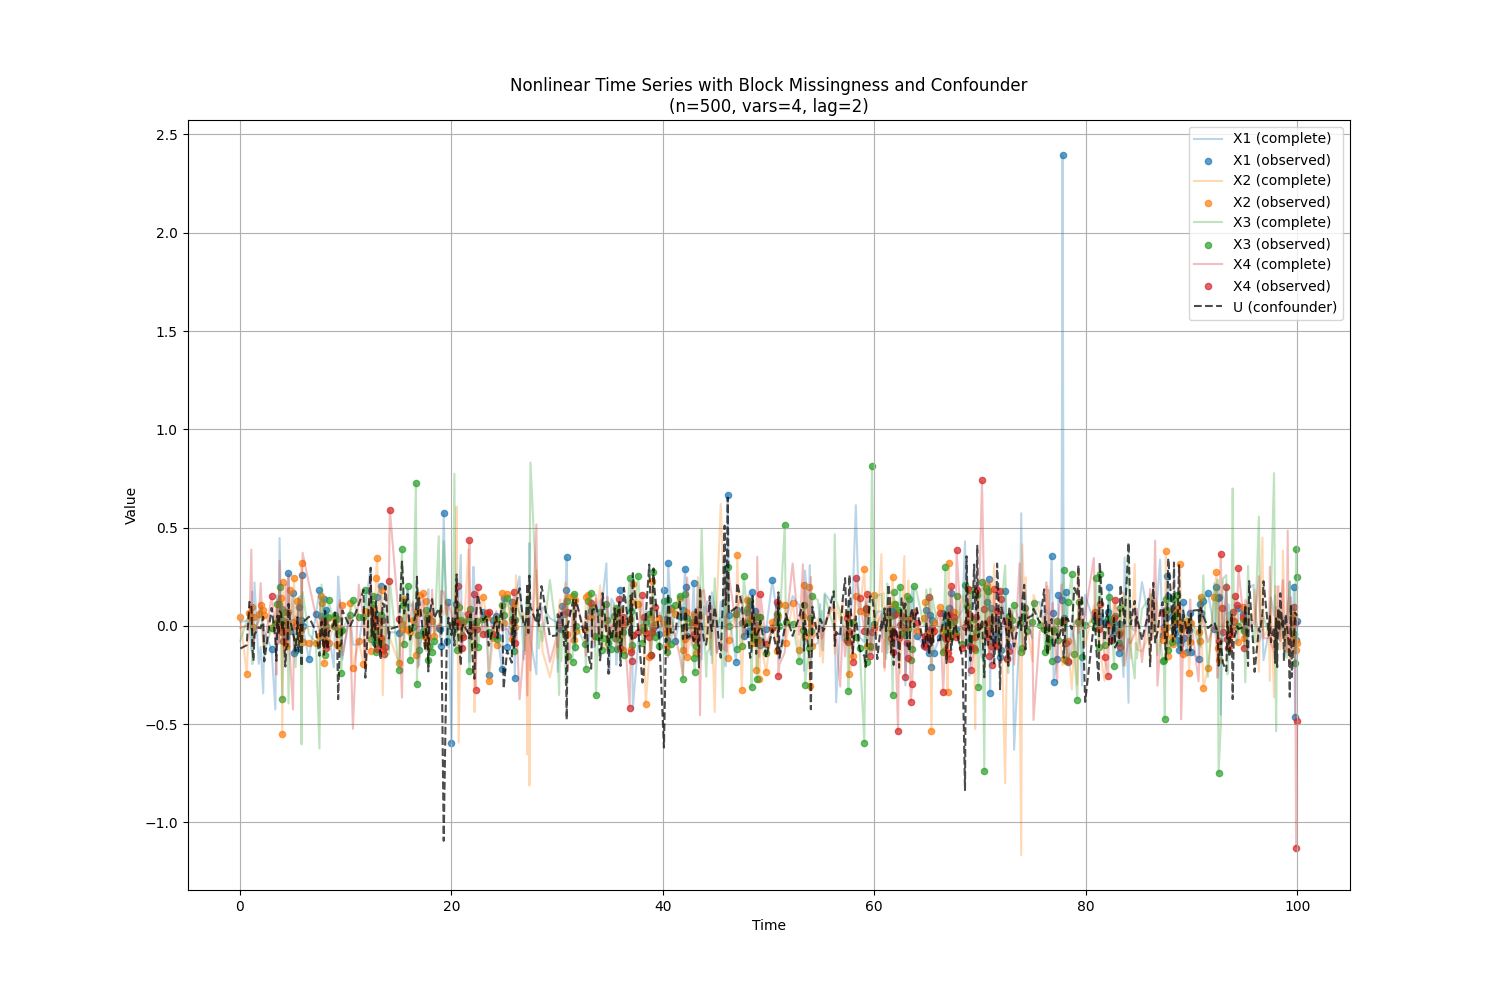 Nonlinear Time Series with Block Missingness and Confounder
(n=500, vars=4, lag=2)
2.5
2.0
1.5
1.0
0.5
0.0
−0.5
−1.0
Value
0 20 40 60 80 100
Time
X1 (complete)
X1 (observed)
X2 (complete)
X2 (observed)
X3 (complete)
X3 (observed)
X4 (complete)
X4 (observed)
U (confounder)